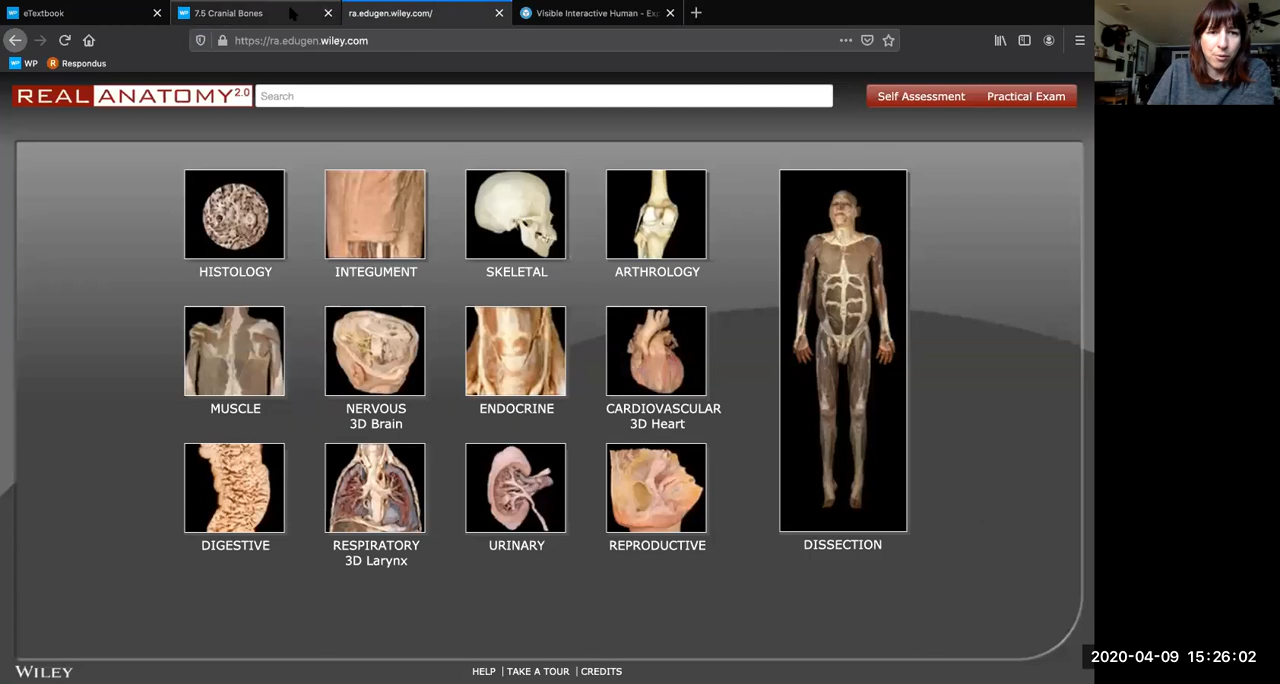 eTextbook
7.5 Cranial Bones
ra.edugen.wiley.com/
Visible Interactive Human - Exp
https://ra.edugen.wiley.com
WP
Respondus
REAL ANATOMY 2.0
Search
Self Assessment
Practical Exam
HISTOLOGY
INTEGUMENT
SKELETAL
ARTHROLOGY
MUSCLE
NERVOUS
3D Brain
ENDOCRINE
CARDIOVASCULAR
3D Heart
DIGESTIVE
RESPIRATORY
3D Larynx
URINARY
REPRODUCTIVE
DISSECTION
WILEY
HELP | TAKE A TOUR | CREDITS
2020-04-09 15:26:02